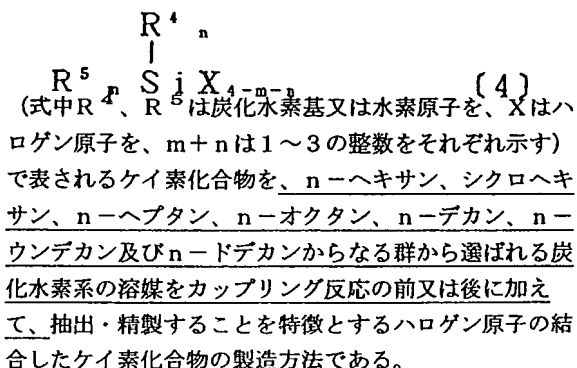 R⁴ₙ
|
R⁵ₘSiX₄₋ₘ₋ₙ 〔4〕
(式中R⁴、R⁵は炭化水素基又は水素原子を、Xはハ
ロゲン原子を、m+nは1〜3の整数をそれぞれ示す)
で表されるケイ素化合物を、n-ヘキサン、シクロヘキ
サン、n-ヘプタン、n-オクタン、n-デカン、n-
ウンデカン及びn-ドデカンからなる群から選ばれる炭
化水素系の溶媒をカップリング反応の前又は後に加え
て、抽出・精製することを特徴とするハロゲン原子の結
合したケイ素化合物の製造方法である。